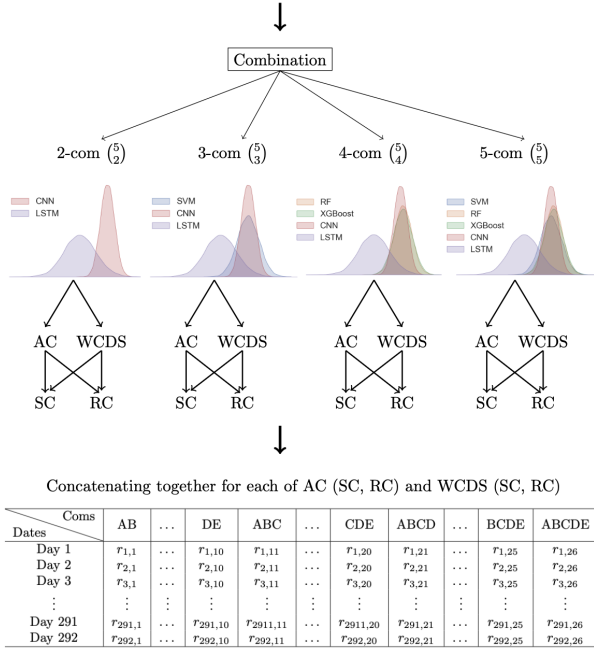 Combination
2-com (5 2) 3-com (5 3) 4-com (5 4) 5-com (5 5)
CNN
LSTM
SVM
CNN
LSTM
RF
XGBoost
CNN
LSTM
SVM
RF
XGBoost
CNN
LSTM
AC WCDS AC WCDS AC WCDS AC WCDS
SC RC SC RC SC RC SC RC
Concatenating together for each of AC (SC, RC) and WCDS (SC, RC)
Coms
Dates AB ... DE ABC ... CDE ABCD ... BCDE ABCDE
Day 1 r1,1 ... r1,10 r1,11 ... r1,20 r1,21 ... r1,25 r1,26
Day 2 r2,1 ... r2,10 r2,11 ... r2,20 r2,21 ... r2,25 r2,26
Day 3 r3,1 ... r3,10 r3,11 ... r3,20 r3,21 ... r3,25 r3,26
⋮ ⋮ ⋮ ⋮ ⋮ ⋮ ⋮ ⋮ ⋮ ⋮ ⋮
Day 291 r291,1 ... r291,10 r2911,11 ... r2911,20 r291,21 ... r291,25 r291,26
Day 292 r292,1 ... r292,10 r292,11 ... r292,20 r292,21 ... r292,25 r292,26